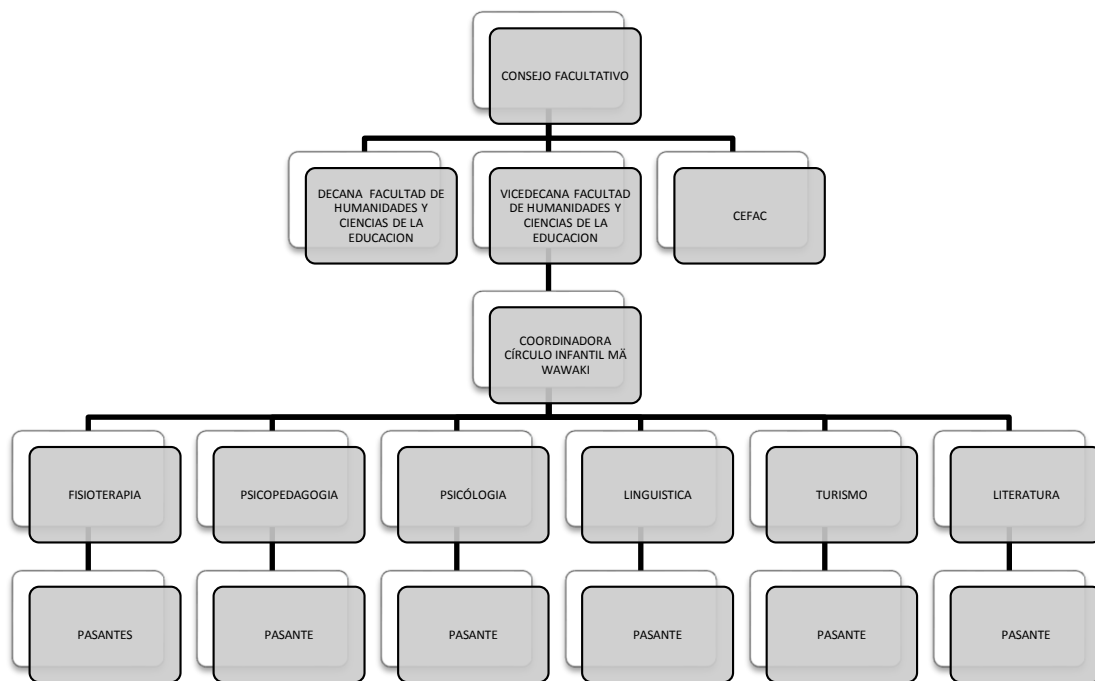 CONSEJO FACULTATIVO
DECANA FACULTAD DE
HUMANIDADES Y
CIENCIAS DE LA
EDUCACION
VICEDECANA FACULTAD
DE HUMANIDADES Y
CIENCIAS DE LA
EDUCACION
CEFAC
COORDINADORA
CÍRCULO INFANTIL MÄ
WAWAKI
FISIOTERAPIA
PSICOPEDAGOGIA
PSICÓLOGIA
LINGUISTICA
TURISMO
LITERATURA
PASANTES
PASANTE
PASANTE
PASANTE
PASANTE
PASANTE